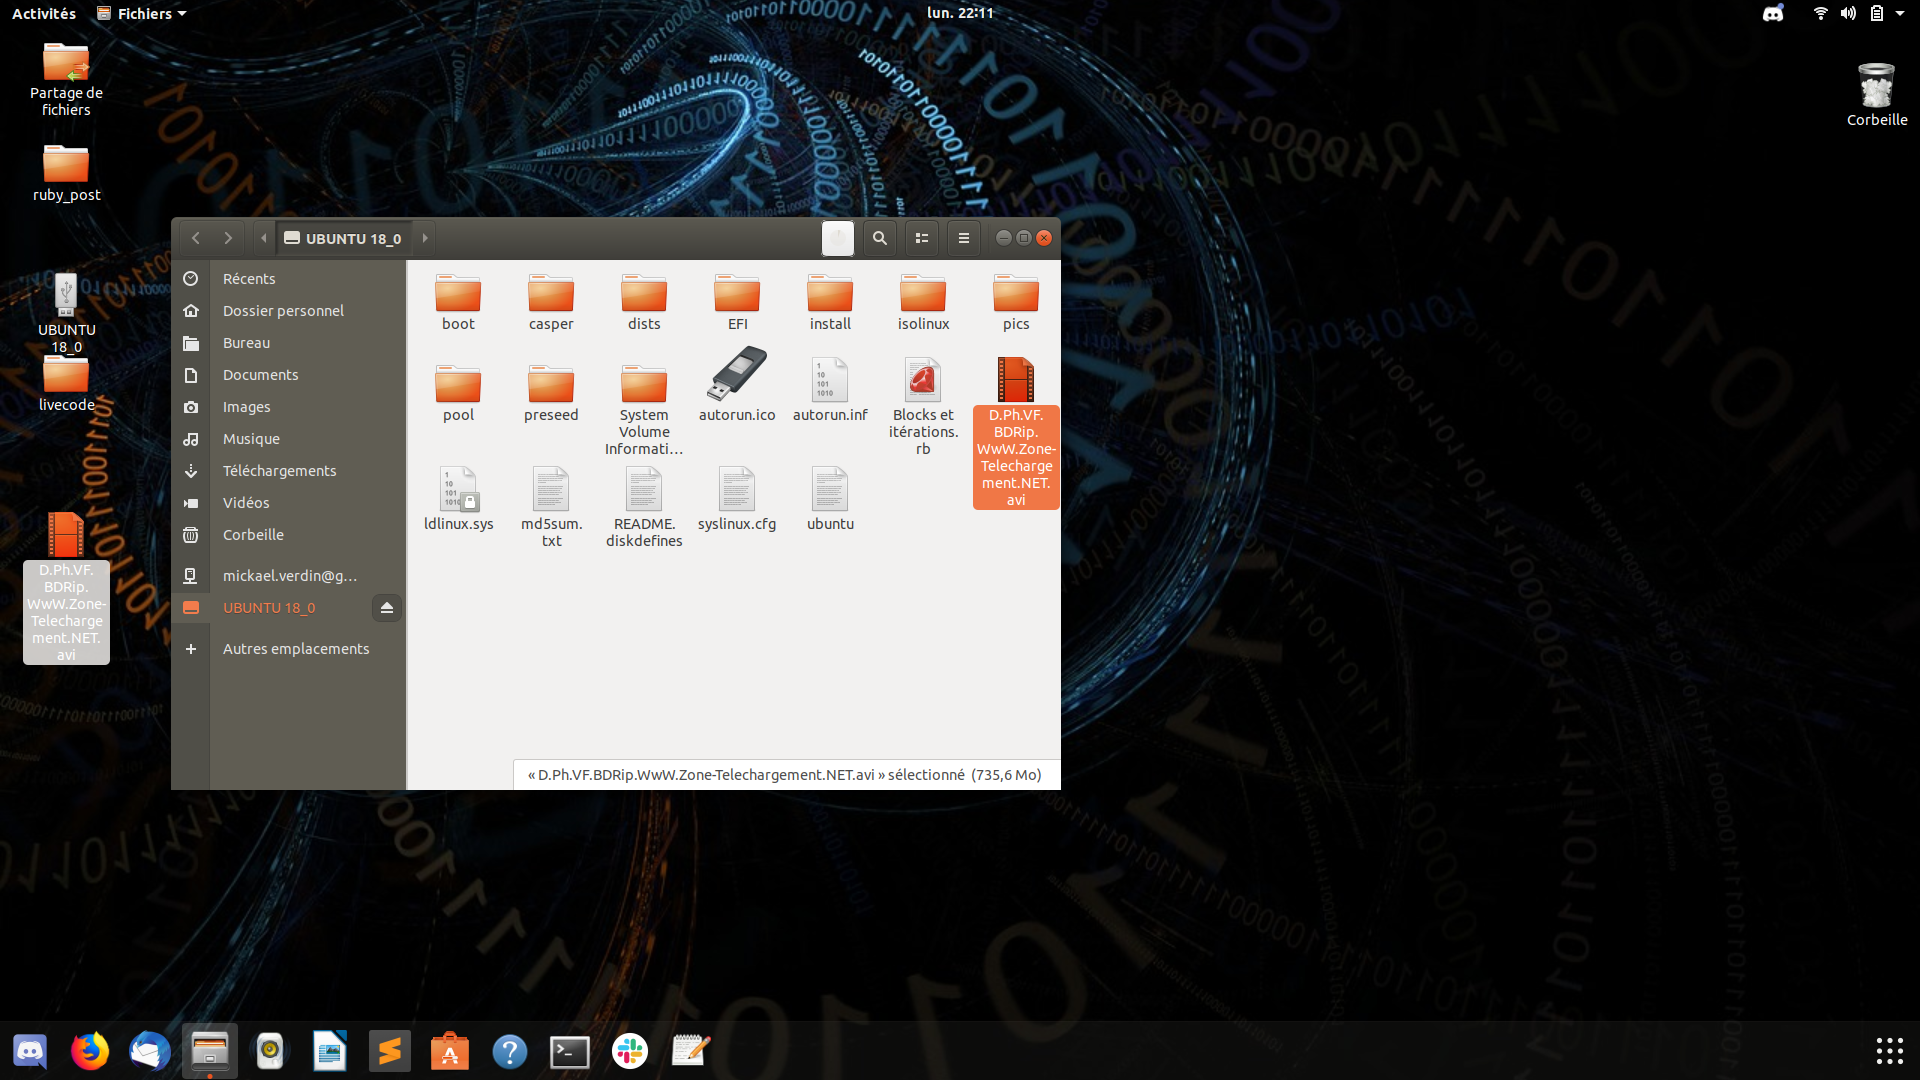 Activités
Fichiers
lun. 22:11
Partage de
fichiers
ruby_post
UBUNTU
18_0
livecode
D.Ph.VF.
BDRip.
WwW.Zone-
Telecharge
ment.NET.
avi
Corbeille
UBUNTU 18_0
Récents
Dossier personnel
Bureau
Documents
Images
Musique
Téléchargements
Vidéos
Corbeille
mickael.verdin@g…
UBUNTU 18_0
Autres emplacements
boot
casper
dists
EFI
install
isolinux
pics
pool
preseed
System
Volume
Informati…
autorun.ico
autorun.inf
Blocks et
itérations.
rb
D.Ph.VF.
BDRip.
WwW.Zone-
Telecharge
ment.NET.
avi
ldlinux.sys
md5sum.
txt
README.
diskdefines
syslinux.cfg
ubuntu
« D.Ph.VF.BDRip.WwW.Zone-Telechargement.NET.avi » sélectionné (735,6 Mo)